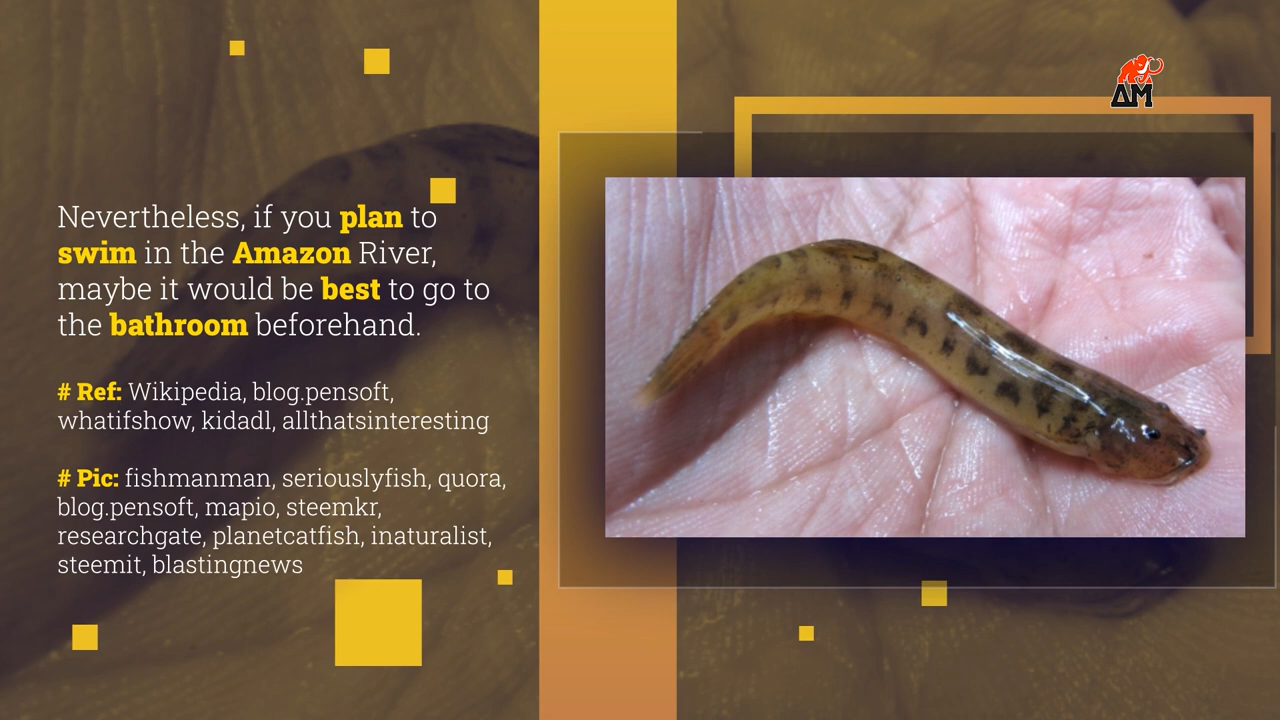 Nevertheless, if you plan to
swim in the Amazon River,
maybe it would be best to go to
the bathroom beforehand.
# Ref: Wikipedia, blog.pensoft,
whatifshow, kidadl, allthatsinteresting
# Pic: fishmanman, seriouslyfish, quora,
blog.pensoft, mapio, steemkr,
researchgate, planetcatfish, inaturalist,
steemit, blastingnews
ΔM